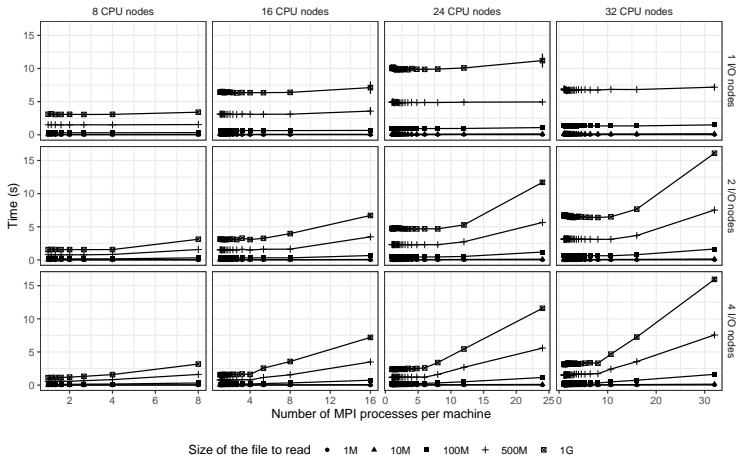 8 CPU nodes
16 CPU nodes
24 CPU nodes
32 CPU nodes
15
10
5
0
1 I/O nodes
15
10
5
0
2 I/O nodes
15
10
5
0
4 I/O nodes
Time (s)
2 4 6 8
4 8 12 16
0 5 10 15 20 25
0 10 20 30
Number of MPI processes per machine
Size of the file to read 1M 10M 100M 500M 1G